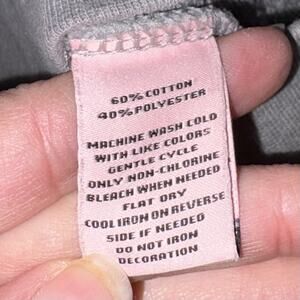 60% COTTON
40% POLYESTER
MACHINE WASH COLD
WITH LIKE COLORS
GENTLE CYCLE
ONLY NON-CHLORINE
BLEACH WHEN NEEDED
FLAT DRY
COOL IRON ON REVERSE
SIDE IF NEEDED
DO NOT IRON
DECORATION